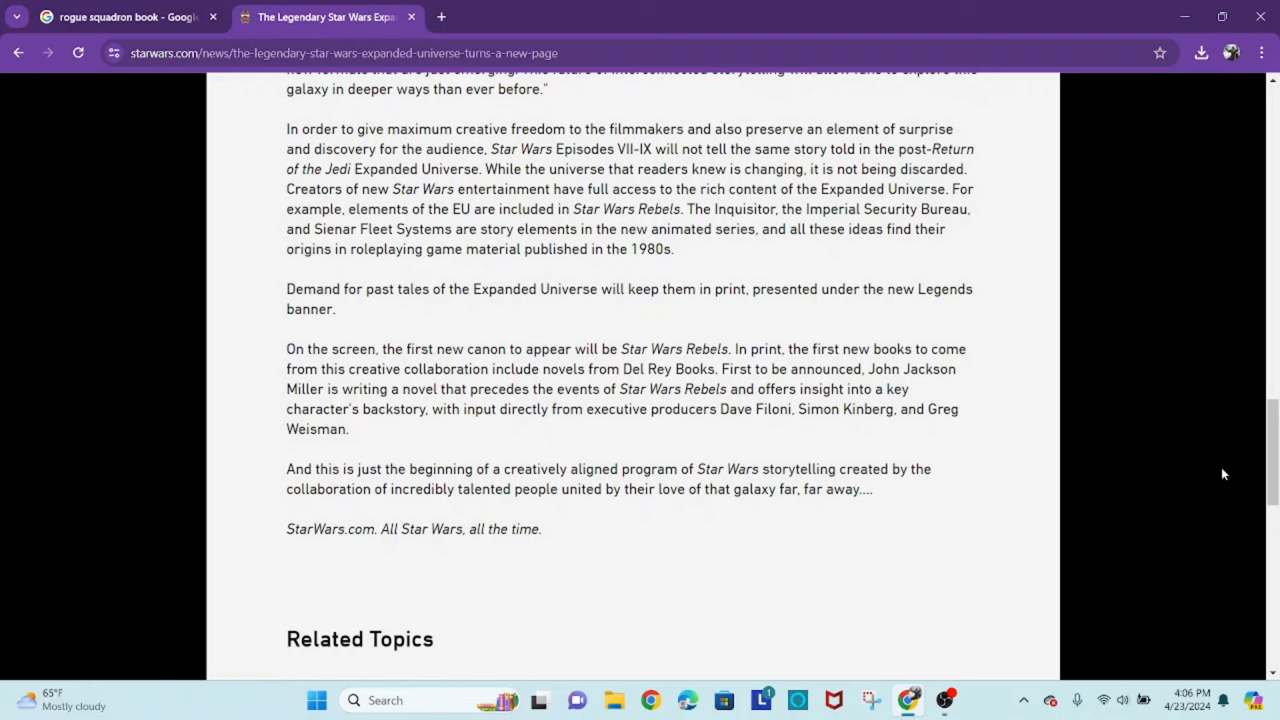 rogue squadron book - Googl
The Legendary Star Wars Expa
starwars.com/news/the-legendary-star-wars-expanded-universe-turns-a-new-page
galaxy in deeper ways than ever before."
In order to give maximum creative freedom to the filmmakers and also preserve an element of surprise
and discovery for the audience, Star Wars Episodes VII-IX will not tell the same story told in the post-Return
of the Jedi Expanded Universe. While the universe that readers knew is changing, it is not being discarded.
Creators of new Star Wars entertainment have full access to the rich content of the Expanded Universe. For
example, elements of the EU are included in Star Wars Rebels. The Inquisitor, the Imperial Security Bureau,
and Sienar Fleet Systems are story elements in the new animated series, and all these ideas find their
origins in roleplaying game material published in the 1980s.
Demand for past tales of the Expanded Universe will keep them in print, presented under the new Legends
banner.
On the screen, the first new canon to appear will be Star Wars Rebels. In print, the first new books to come
from this creative collaboration include novels from Del Rey Books. First to be announced, John Jackson
Miller is writing a novel that precedes the events of Star Wars Rebels and offers insight into a key
character's backstory, with input directly from executive producers Dave Filoni, Simon Kinberg, and Greg
Weisman.
And this is just the beginning of a creatively aligned program of Star Wars storytelling created by the
collaboration of incredibly talented people united by their love of that galaxy far, far away....
StarWars.com. All Star Wars, all the time.
Related Topics
65°F
Mostly cloudy
Search
L
1
4:06 PM
4/23/2024